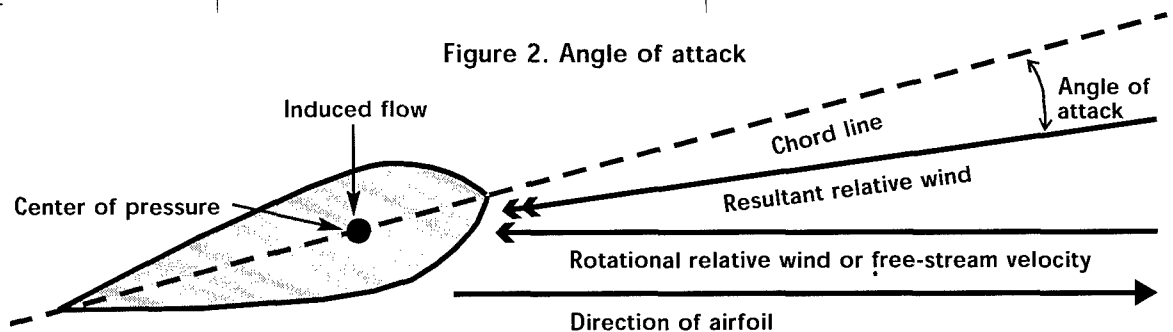 Figure 2. Angle of attack
Induced flow
Angle of
attack
Chord line
Center of pressure
Resultant relative wind
Rotational relative wind or free-stream velocity
Direction of airfoil